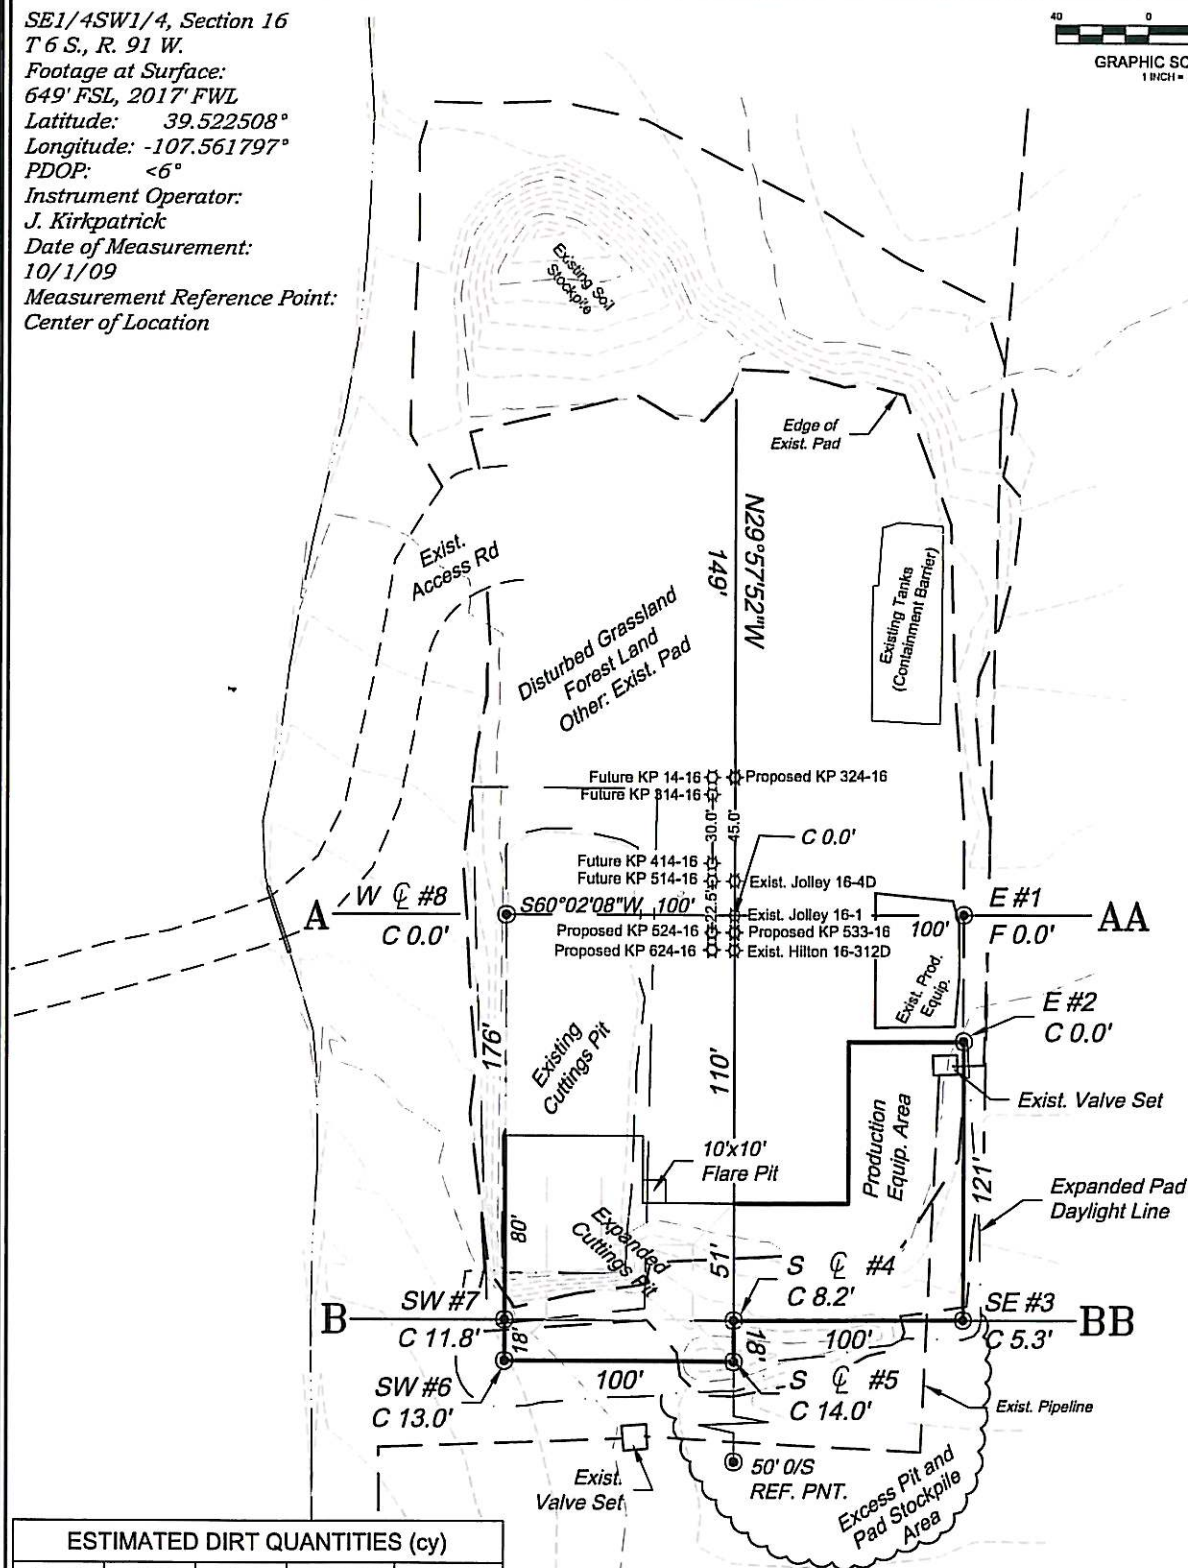 SE1/4SW1/4, Section 16
T 6 S., R. 91 W.
Footage at Surface:
649' FSL, 2017' FWL
Latitude: 39.522508°
Longitude: -107.561797°
PDOP: <6°
Instrument Operator:
J. Kirkpatrick
Date of Measurement:
10/1/09
Measurement Reference Point:
Center of Location
40 0
GRAPHIC SC
1 INCH =
Existing Soil
Stockpile
Edge of
Exist. Pad
N29°57'52"W
149'
Exist.
Access Rd
Existing Tanks
(Containment Barrier)
Disturbed Grassland
Forest Land
Other: Exist. Pad
Future KP 14-16
Proposed KP 324-16
Future KP 314-16
30.0'
45.0'
C 0.0'
Future KP 414-16
Future KP 514-16
Exist. Jolley 16-4D
22.5'
A
W ℄ #8
C 0.0'
S60°02'08"W
100'
Exist. Jolley 16-1
Proposed KP 524-16
Proposed KP 533-16
100'
Proposed KP 624-16
Exist. Hilton 16-312D
E #1
F 0.0'
AA
Exist. Prod.
Equip.
E #2
C 0.0'
176'
Existing
Cuttings Pit
110'
Exist. Valve Set
Production
Equip. Area
10'x10'
Flare Pit
121'
Expanded Pad
Daylight Line
80'
Expanded
Cuttings Pit
51'
S ℄ #4
C 8.2'
B
SW #7
C 11.8'
18'
18'
100'
SE #3
C 5.3'
BB
SW #6
C 13.0'
100'
S ℄ #5
C 14.0'
Exist. Pipeline
Exist.
Valve Set
50' O/S
REF. PNT.
Excess Pit and
Pad Stockpile
Area
ESTIMATED DIRT QUANTITIES (cy)